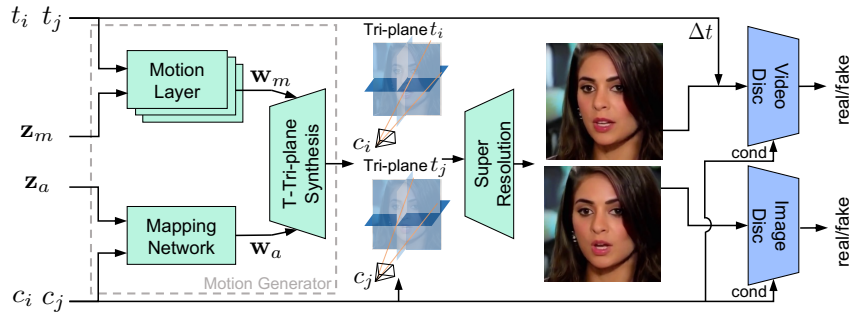 t_i t_j
Motion
Layer
w_m
z_m
z_a
Mapping
Network
w_a
T-Tri-plane
Synthesis
Motion Generator
c_i c_j
Tri-plane t_i
c_i
Tri-plane t_j
c_j
Super
Resolution
Δt
Video
Disc
cond
real/fake
Image
Disc
cond
real/fake